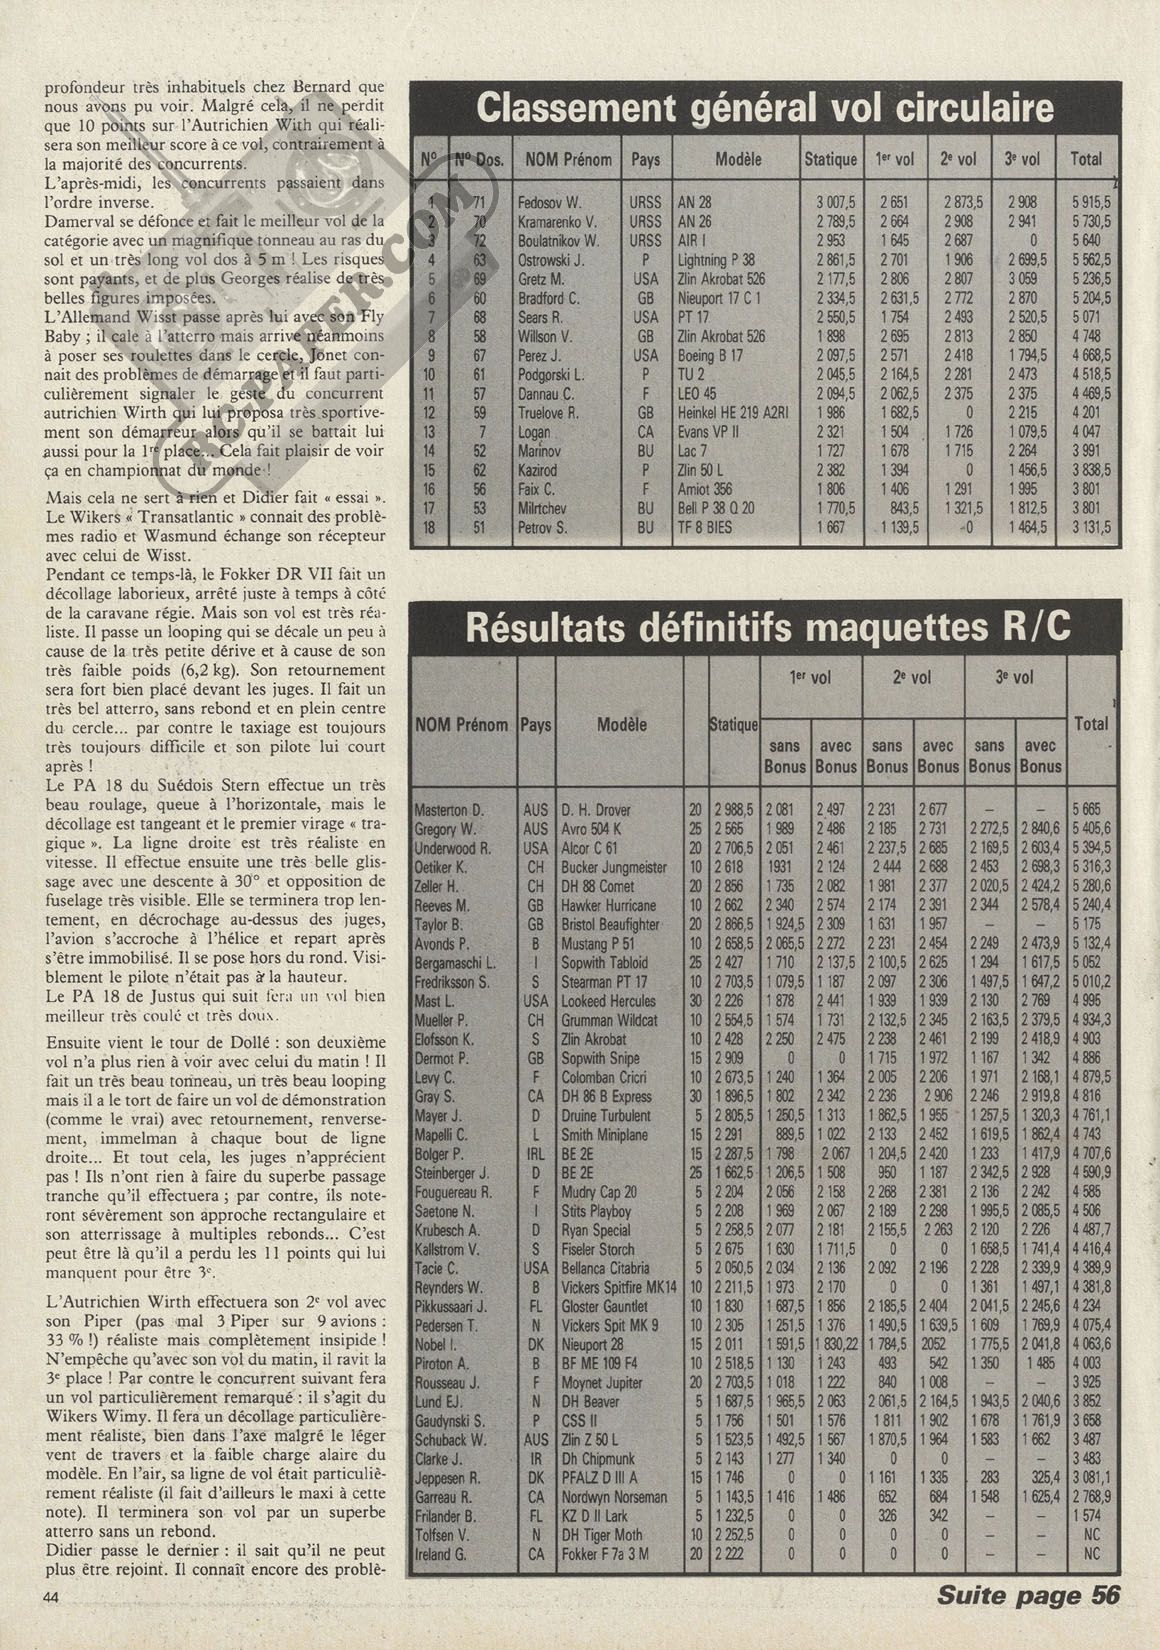 profondeur très inhabituels chez Bernard que
nous avons pu voir. Malgré cela, il ne perdit
que 10 points sur l'Autrichien With qui réali-
sera son meilleur score à ce vol, contrairement à
la majorité des concurrents.
L'après-midi, les concurrents passaient dans
l'ordre inverse.
Damerval se défonce et fait le meilleur vol de la
catégorie avec un magnifique tonneau au ras du
sol et un très long vol dos à 5 m ! Les risques
sont payants, et de plus Georges réalise de très
belles figures imposées.
L'Allemand Wisst passe après lui avec son Fly
Baby ; il cale à l'atterro mais arrive néanmoins
à poser ses roulettes dans le cercle, Jonet con-
nait des problèmes de démarrage et il faut parti-
culièrement signaler le geste du concurrent
autrichien Wirth qui lui proposa très sportive-
ment son démarreur alors qu'il se battait lui
aussi pour la 1re place... Cela fait plaisir de voir
ça en championnat du monde !
Mais cela ne sert à rien et Didier fait « essai ».
Le Wikers « Transatlantic » connait des problè-
mes radio et Wasmund échange son récepteur
avec celui de Wisst.
Pendant ce temps-là, le Fokker DR VII fait un
décollage laborieux, arrêté juste à temps à côté
de la caravane régie. Mais son vol est très réa-
liste. Il passe un looping qui se décale un peu à
cause de la très petite dérive et à cause de son
très faible poids (6,2 kg). Son retournement
sera fort bien placé devant les juges. Il fait un
très bel atterro, sans rebond et en plein centre
du cercle... par contre le taxiage est toujours
très toujours difficile et son pilote lui court
après !
Le PA 18 du Suédois Stern effectue un très
beau roulage, queue à l'horizontale, mais le
décollage est tangeant et le premier virage « tra-
gique ». La ligne droite est très réaliste en
vitesse. Il effectue ensuite une très belle glis-
sage avec une descente à 30° et opposition de
fuselage très visible. Elle se terminera trop len-
tement, en décrochage au-dessus des juges,
l'avion s'accroche à l'hélice et repart après
s'être immobilisé. Il se pose hors du rond. Visi-
blement le pilote n'était pas à la hauteur.
Le PA 18 de Justus qui suit fera un vol bien
meilleur très coulé et très doux.
Ensuite vient le tour de Dollé : son deuxième
vol n'a plus rien à voir avec celui du matin ! Il
fait un très beau tonneau, un très beau looping
mais il a le tort de faire un vol de démonstration
(comme le vrai) avec retournement, renverse-
ment, immelman à chaque bout de ligne
droite... Et tout cela, les juges n'apprécient
pas ! Ils n'ont rien à faire du superbe passage
tranche qu'il effectuera ; par contre, ils note-
ront sévèrement son approche rectangulaire et
son atterrissage à multiples rebonds... C'est
peut être là qu'il a perdu les 11 points qui lui
manquent pour être 3e.
L'Autrichien Wirth effectuera son 2e vol avec
son Piper (pas mal 3 Piper sur 9 avions :
33 % !) réaliste mais complètement insipide !
N'empêche qu'avec son vol du matin, il ravit la
3e place ! Par contre le concurrent suivant fera
un vol particulièrement remarqué : il s'agit du
Wikers Wimy. Il fera un décollage particulière-
ment réaliste, bien dans l'axe malgré le léger
vent de travers et la faible charge alaire du
modèle. En l'air, sa ligne de vol était particuliè-
rement réaliste (il fait d'ailleurs le maxi à cette
note). Il terminera son vol par un superbe
atterro sans un rebond.
Didier passe le dernier : il sait qu'il ne peut
plus être rejoint. Il connaît encore des problè-
44
Classement général vol circulaire
N° N° Dos. NOM Prénom Pays Modèle Statique 1er vol 2e vol 3e vol Total
1 71 Fedosov W. URSS AN 28 3 007,5 2 651 2 873,5 2 908 5 915,5
2 70 Kramarenko V. URSS AN 26 2 789,5 2 664 2 908 2 941 5 730,5
3 72 Boulatnikov W. URSS AIR I 2 953 1 645 2 687 0 5 640
4 63 Ostrowski J. P Lightning P 38 2 861,5 2 701 1 906 2 699,5 5 562,5
5 69 Gretz M. USA Zlin Akrobat 526 2 177,5 2 806 2 807 3 059 5 236,5
6 60 Bradford C. GB Nieuport 17 C 1 2 334,5 2 631,5 2 772 2 870 5 204,5
7 68 Sears R. USA PT 17 2 550,5 1 754 2 493 2 520,5 5 071
8 58 Willson V. GB Zlin Akrobat 526 1 898 2 695 2 813 2 850 4 748
9 67 Perez J. USA Boeing B 17 2 097,5 2 571 2 418 1 794,5 4 668,5
10 61 Podgorski L. P TU 2 2 045,5 2 164,5 2 281 2 473 4 518,5
11 57 Dannau C. F LEO 45 2 094,5 2 062,5 2 375 2 375 4 469,5
12 59 Truelove R. GB Heinkel HE 219 A2RI 1 986 1 682,5 0 2 215 4 201
13 7 Logan CA Evans VP II 2 321 1 504 1 726 1 079,5 4 047
14 52 Marinov BU Lac 7 1 727 1 678 1 715 2 264 3 991
15 62 Kazirod P Zlin 50 L 2 382 1 394 0 1 456,5 3 838,5
16 56 Faix C. F Amiot 356 1 806 1 406 1 291 1 995 3 801
17 53 Milrtchev BU Bell P 38 Q 20 1 770,5 843,5 1 321,5 1 812,5 3 801
18 51 Petrov S. BU TF 8 BIES 1 667 1 139,5 0 1 464,5 3 131,5
Résultats définitifs maquettes R/C
1er vol 2e vol 3e vol
NOM Prénom Pays Modèle Statique Total
sans avec sans avec sans avec
Bonus Bonus Bonus Bonus Bonus Bonus
Masterton D. AUS D. H. Drover 20 2 988,5 2 081 2 497 2 231 2 677 – – 5 665
Gregory W. AUS Avro 504 K 25 2 565 1 989 2 486 2 185 2 731 2 272,5 2 840,6 5 405,6
Underwood R. USA Alcor C 61 20 2 706,5 2 051 2 461 2 237,5 2 685 2 169,5 2 603,4 5 394,5
Oetiker K. CH Bucker Jungmeister 10 2 618 1931 2 124 2 444 2 688 2 453 2 698,3 5 316,3
Zeller H. CH DH 88 Comet 20 2 856 1 735 2 082 1 981 2 377 2 020,5 2 424,2 5 280,6
Reeves M. GB Hawker Hurricane 10 2 662 2 340 2 574 2 174 2 391 2 344 2 578,4 5 240,4
Taylor B. GB Bristol Beaufighter 20 2 866,5 1 924,5 2 309 1 631 1 957 – – 5 175
Avonds P. B Mustang P 51 10 2 658,5 2 065,5 2 272 2 231 2 454 2 249 2 473,9 5 132,4
Bergamaschi L. I Sopwith Tabloid 25 2 427 1 710 2 137,5 2 100,5 2 625 1 294 1 617,5 5 052
Fredriksson S. S Stearman PT 17 10 2 703,5 1 079,5 1 187 2 097 2 306 1 497,5 1 647,2 5 010,2
Mast L. USA Lookeed Hercules 30 2 226 1 878 2 441 1 939 1 939 2 130 2 769 4 995
Mueller P. CH Grumman Wildcat 10 2 554,5 1 574 1 731 2 132,5 2 345 2 163,5 2 379,5 4 934,3
Elofsson K. S Zlin Akrobat 10 2 428 2 250 2 475 2 238 2 461 2 199 2 418,9 4 903
Dermot P. GB Sopwith Snipe 15 2 909 0 0 1 715 1 972 1 167 1 342 4 886
Levy C. F Colomban Cricri 10 2 673,5 1 240 1 364 2 005 2 206 1 971 2 168,1 4 879,5
Gray S. CA DH 86 B Express 30 1 896,5 1 802 2 342 2 236 2 906 2 246 2 919,8 4 816
Mayer J. D Druine Turbulent 5 2 805,5 1 250,5 1 313 1 862,5 1 955 1 257,5 1 320,3 4 761,1
Mapelli C. L Smith Miniplane 15 2 291 889,5 1 022 2 133 2 452 1 619,5 1 862,4 4 743
Bolger P. IRL BE 2E 15 2 287,5 1 798 2 067 1 204,5 2 420 1 233 1 417,9 4 707,6
Steinberger J. D BE 2E 25 1 662,5 1 206,5 1 508 950 1 187 2 342,5 2 928 4 590,9
Fouguereau R. F Mudry Cap 20 5 2 204 2 056 2 158 2 268 2 381 2 136 2 242 4 585
Saetone N. I Stits Playboy 5 2 208 1 969 2 067 2 189 2 298 1 995,5 2 085,5 4 506
Krubesch A. D Ryan Special 5 2 258,5 2 077 2 181 2 155,5 2 263 2 120 2 226 4 487,7
Kallstrom V. S Fiseler Storch 5 2 675 1 630 1 711,5 0 0 1 658,5 1 741,4 4 416,4
Tacie C. USA Bellanca Citabria 5 2 050,5 2 034 2 136 2 092 2 196 2 228 2 339,9 4 389,9
Reynders W. B Vickers Spitfire MK14 10 2 211,5 1 973 2 170 0 0 1 361 1 497,1 4 381,8
Pikkussaari J. FL Gloster Gauntlet 10 1 830 1 687,5 1 856 2 185,5 2 404 2 041,5 2 245,6 4 234
Pedersen T. N Vickers Spit MK 9 10 2 305 1 251,5 1 376 1 490,5 1 639,5 1 609 1 769,9 4 075,4
Nobel I. DK Nieuport 28 15 2 011 1 591,5 1 830,22 1 784,5 2052 1 775,5 2 041,8 4 063,6
Piroton A. B BF ME 109 F4 10 2 518,5 1 130 1 243 493 542 1 350 1 485 4 003
Rousseau J. F Moynet Jupiter 20 2 703,5 1 018 1 222 840 1 008 – – 3 925
Lund EJ. N DH Beaver 5 1 687,5 1 965,5 2 063 2 061,5 2 164,5 1 943,5 2 040,6 3 852
Gaudynski S. P CSS II 5 1 756 1 501 1 576 1 811 1 902 1 678 1 761,9 3 658
Schuback W. AUS Zlin Z 50 L 5 1 523,5 1 492,5 1 567 1 870,5 1 964 1 583 1 662 3 487
Clarke J. IR Dh Chipmunk 5 2 143 1 277 1 340 0 0 – – 3 483
Jeppesen R. DK PFALZ D III A 15 1 746 0 0 1 161 1 335 283 325,4 3 081,1
Garreau R. CA Nordwyn Norseman 5 1 143,5 1 416 1 486 652 684 1 548 1 625,4 2 768,9
Frilander B. FL KZ D II Lark 5 1 232,5 0 0 326 342 – – 1 574
Tolfsen V. N DH Tiger Moth 10 2 252,5 0 0 0 0 – – NC
Ireland G. CA Fokker F 7a 3 M 20 2 222 0 0 0 0 – – NC
Suite page 56
RC-PAPER.COM